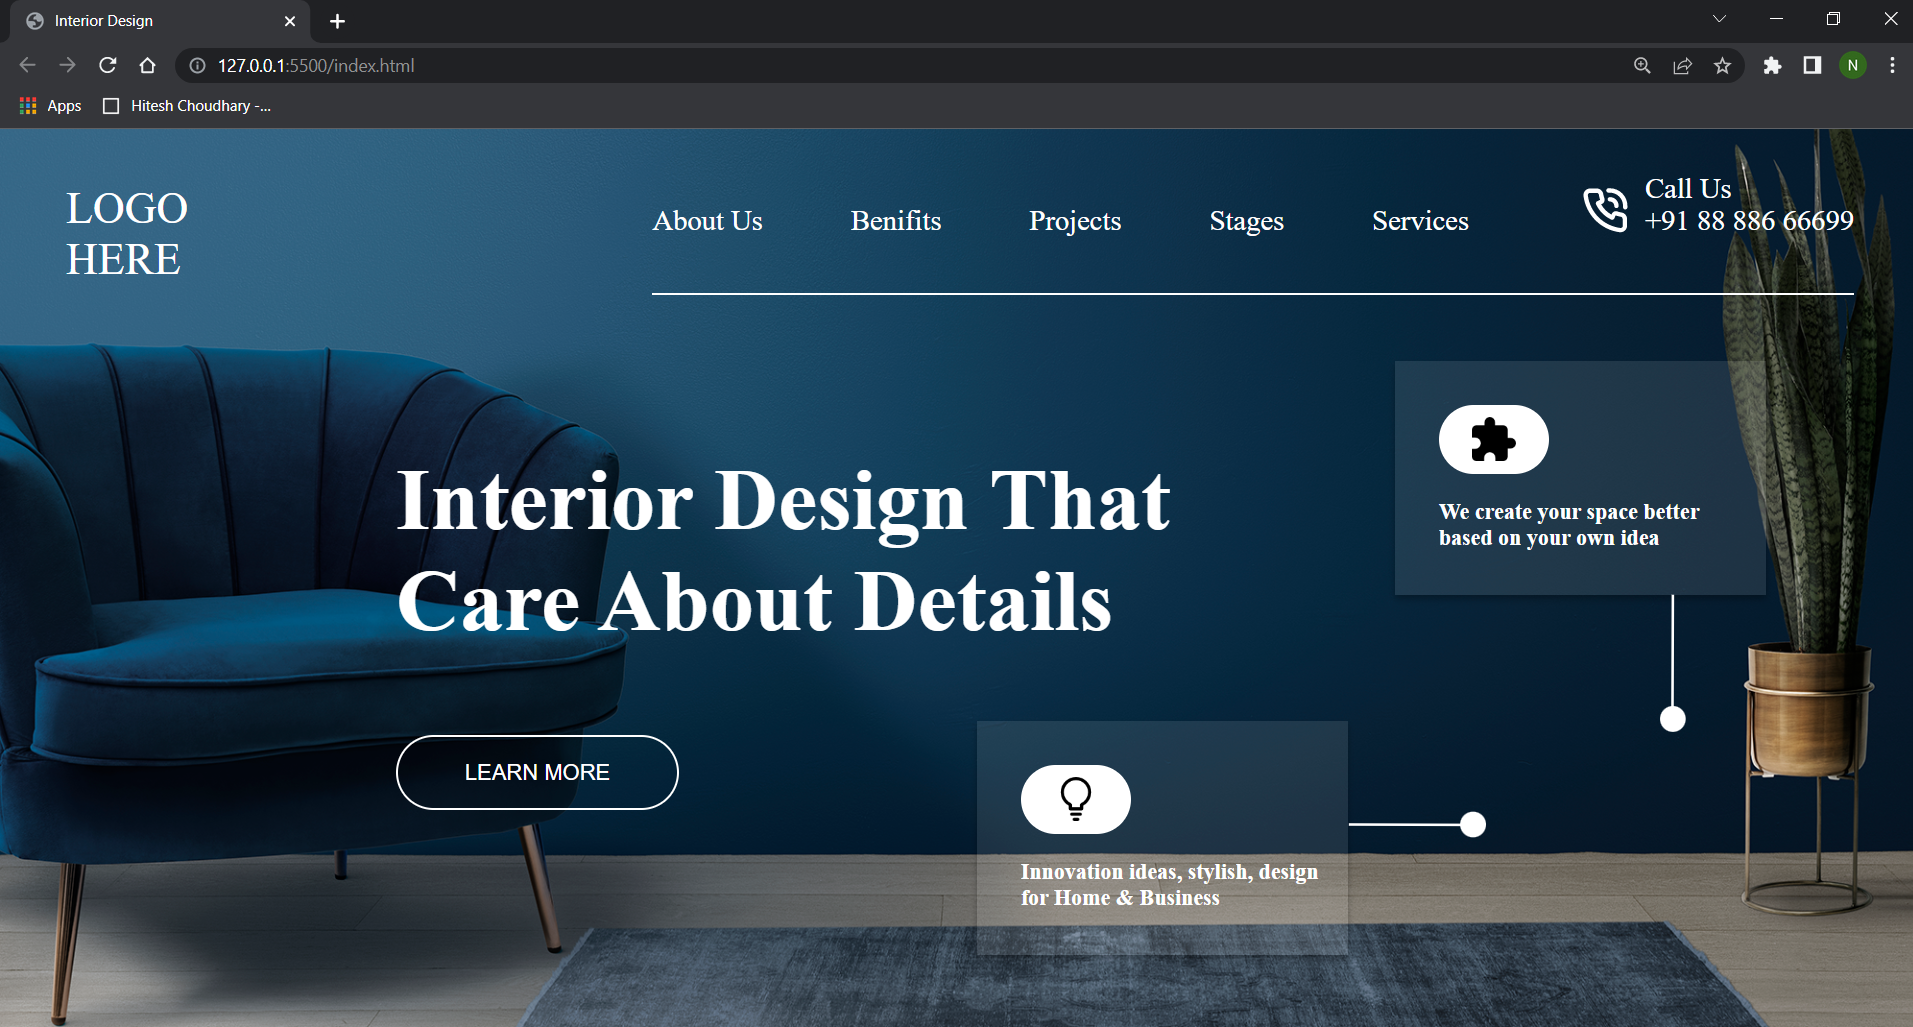 Interior Design
127.0.0.1:5500/index.html
N
Apps
Hitesh Choudhary -...
LOGO
HERE
About Us
Benifits
Projects
Stages
Services
Call Us
+91 88 886 66699
We create your space better
based on your own idea
Interior Design That
Care About Details
LEARN MORE
Innovation ideas, stylish, design
for Home & Business